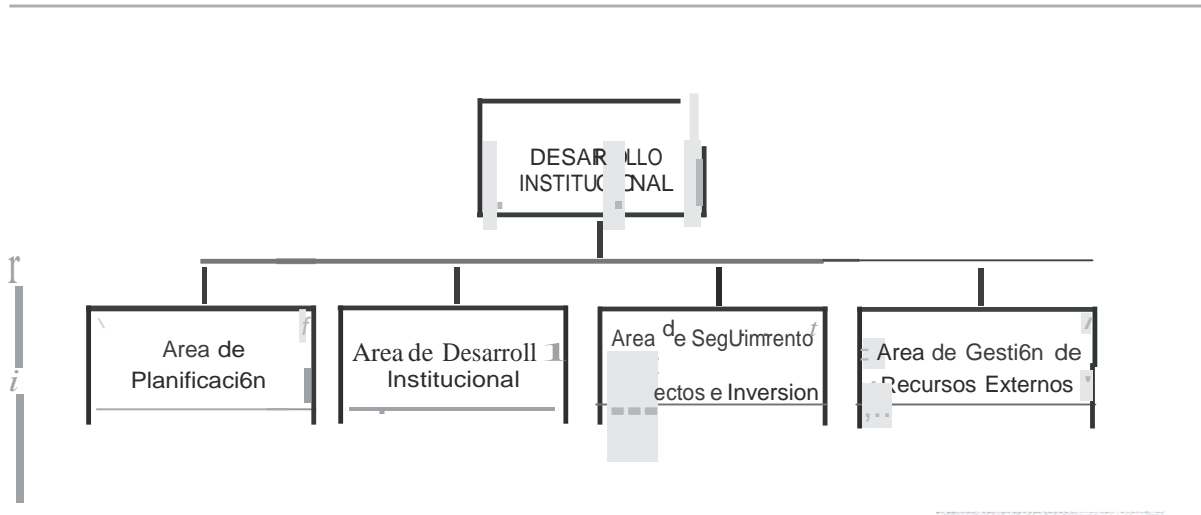 DESARROLLO
INSTITUCIONAL
Area de
Planificaci6n
Area de Desarroll
Institucional
Area de
ectos e Inversion
Area de Gesti6n de
Recursos Externos